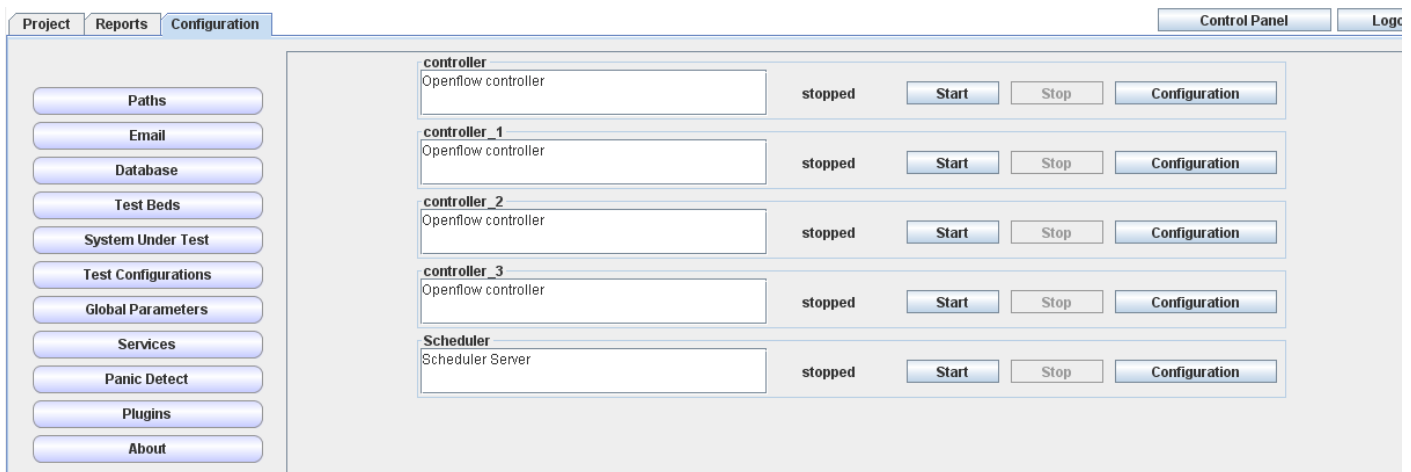 Project Reports Configuration Control Panel Logo
controller
Openflow controller
stopped Start Stop Configuration
controller_1
Openflow controller
stopped Start Stop Configuration
controller_2
Openflow controller
stopped Start Stop Configuration
controller_3
Openflow controller
stopped Start Stop Configuration
Scheduler
Scheduler Server
stopped Start Stop Configuration
Paths
Email
Database
Test Beds
System Under Test
Test Configurations
Global Parameters
Services
Panic Detect
Plugins
About